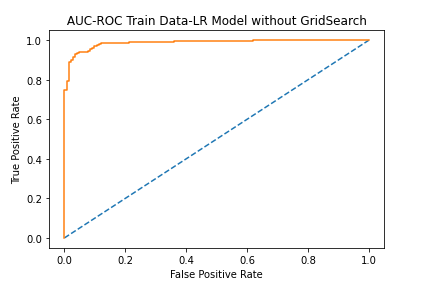 AUC-ROC Train Data-LR Model without GridSearch
1.0
0.8
0.6
0.4
0.2
0.0
True Positive Rate
0.0 0.2 0.4 0.6 0.8 1.0
False Positive Rate